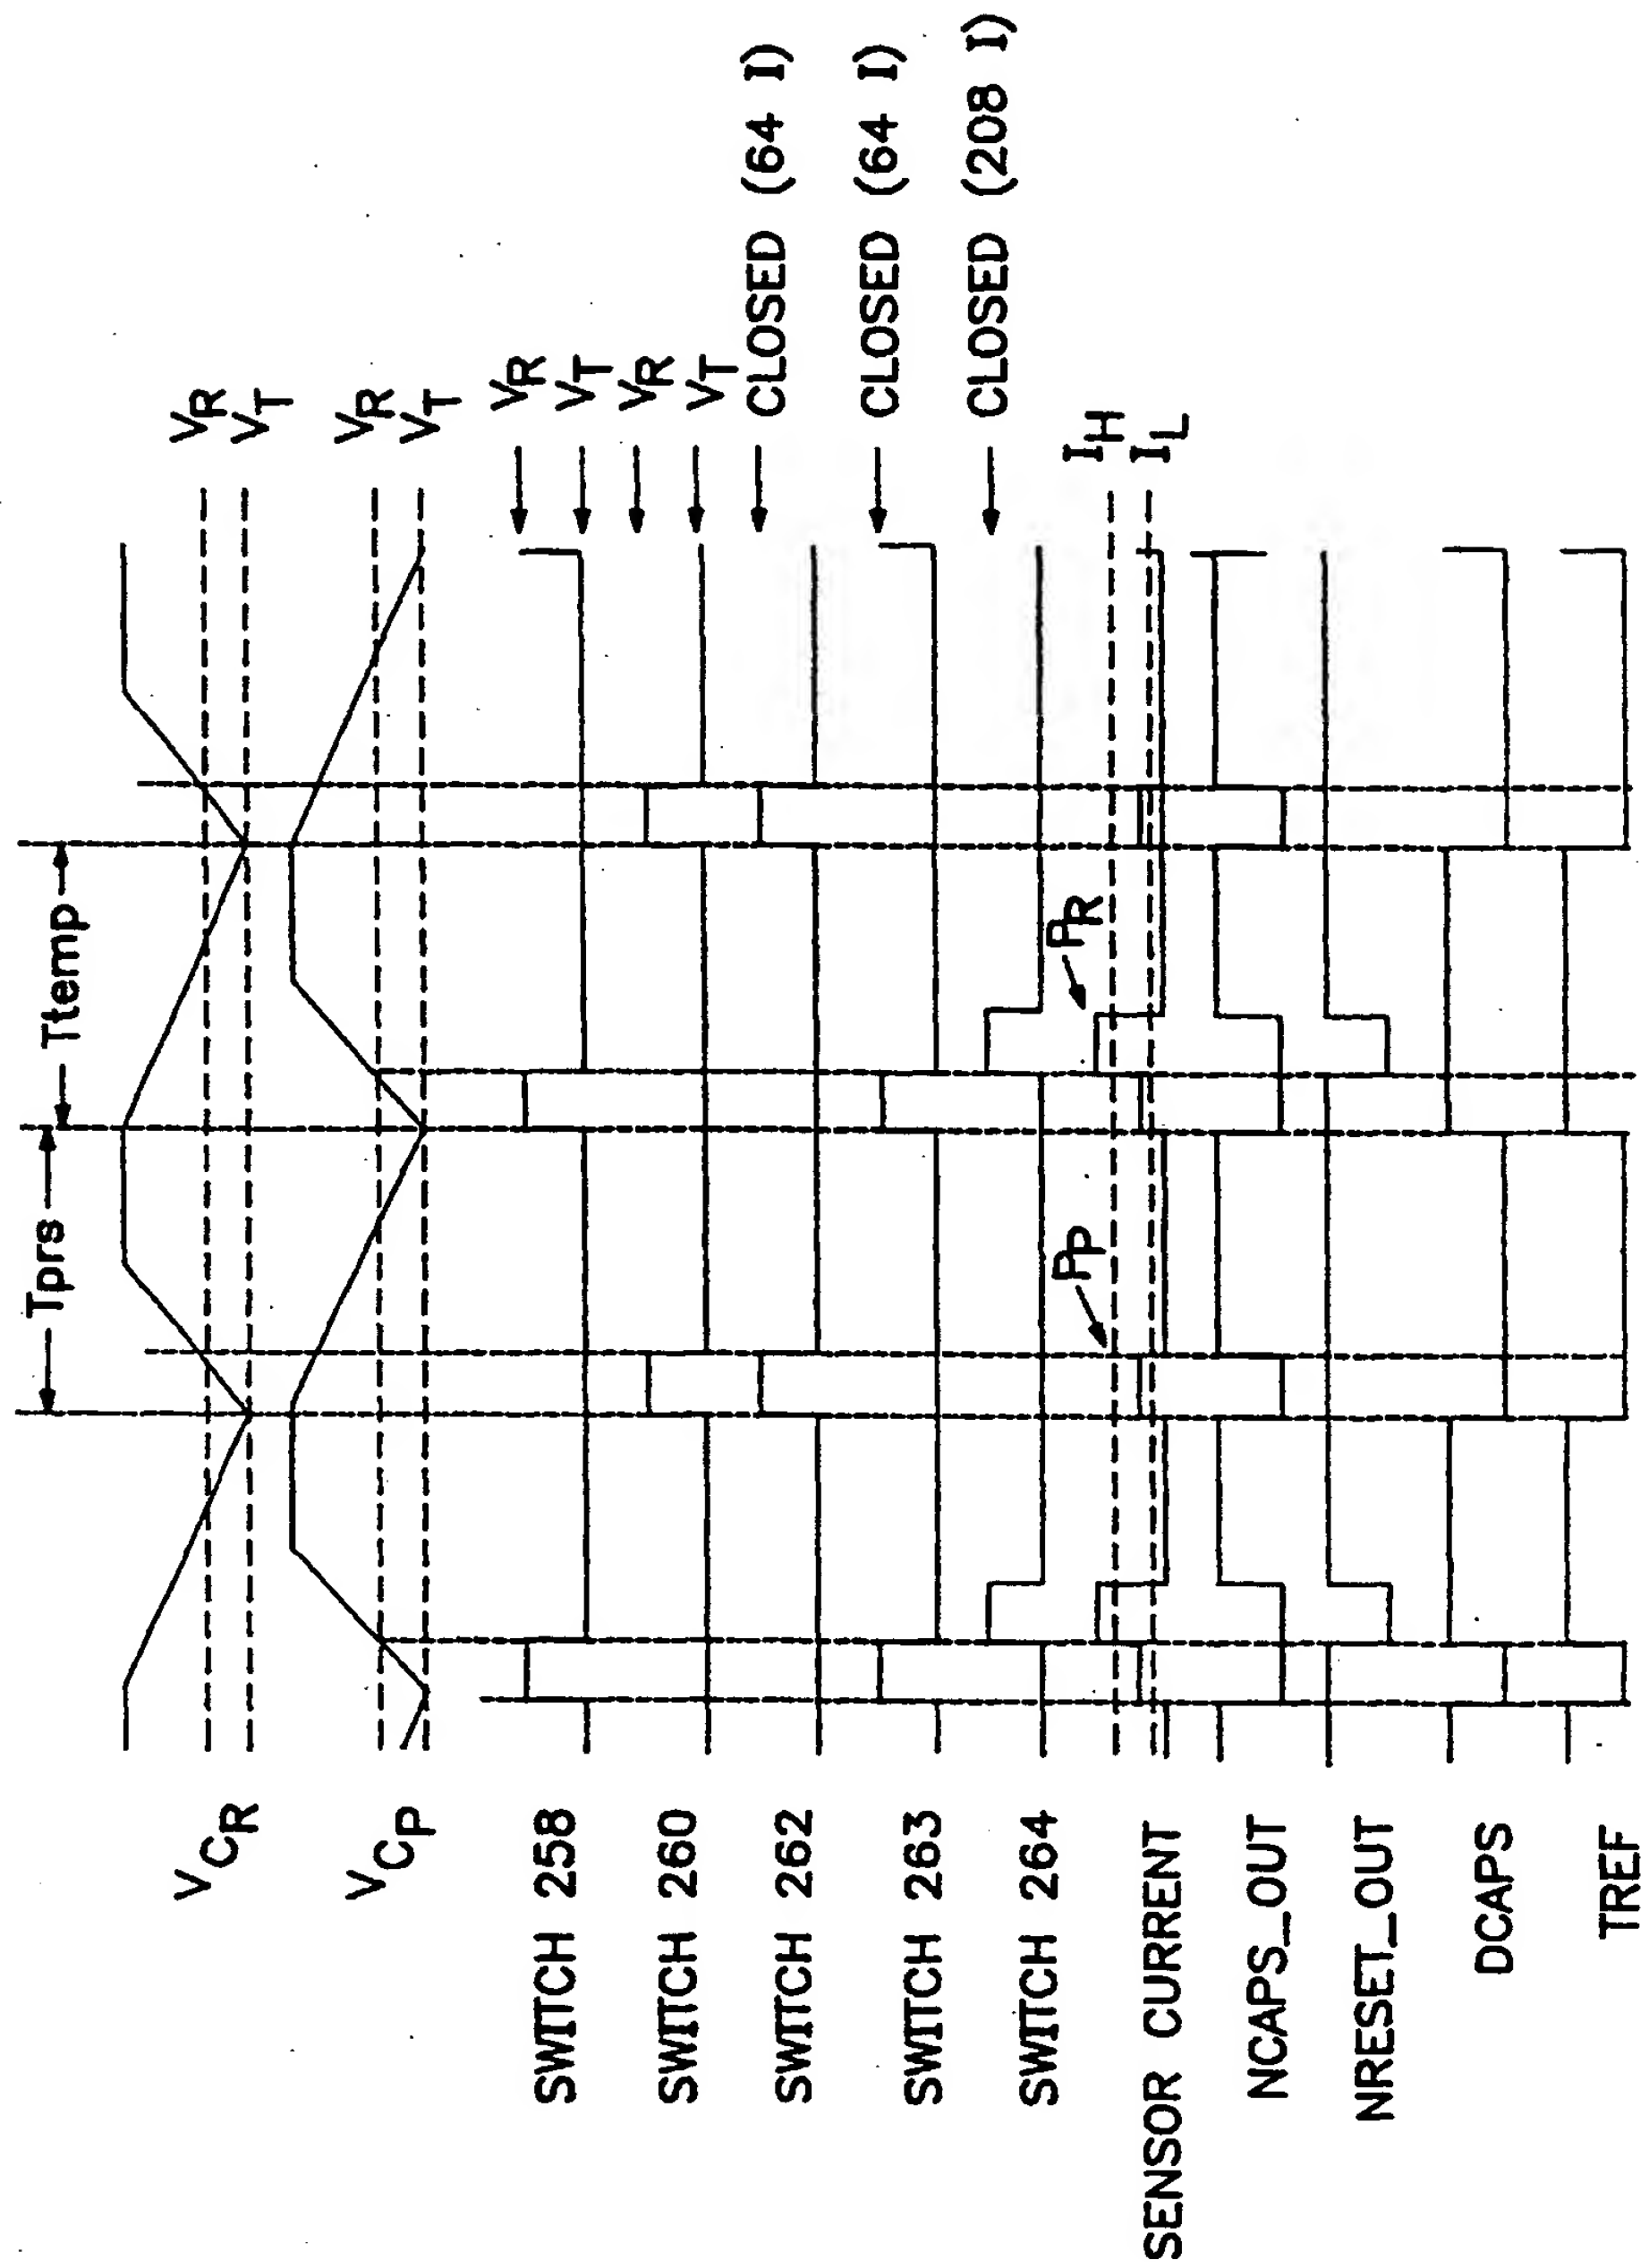 Tprs
Ttemp
VCR
VR
VT
VCP
VR
VT
SWITCH 258
VR
VT
SWITCH 260
VR
VT
SWITCH 262
CLOSED (64 I)
SWITCH 263
CLOSED (64 I)
SWITCH 264
CLOSED (208 I)
PP
PR
SENSOR CURRENT
IH
IL
NCAPS_OUT
NRESET_OUT
DCAPS
TREF